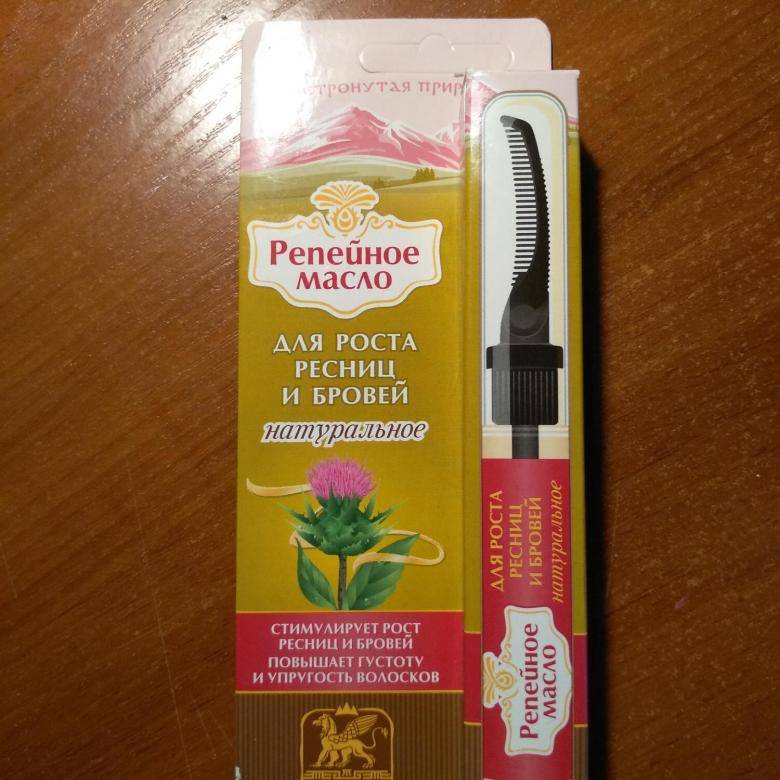 Репейное
масло
ДЛЯ РОСТА
РЕСНИЦ
И БРОВЕЙ
натуральное
СТИМУЛИРУЕТ РОСТ
РЕСНИЦ И БРОВЕЙ
ПОВЫШАЕТ ГУСТОТУ
И УПРУГОСТЬ ВОЛОСКОВ
ДЛЯ РОСТА
РЕСНИЦ
И БРОВЕЙ
натуральное
Репейное
масло